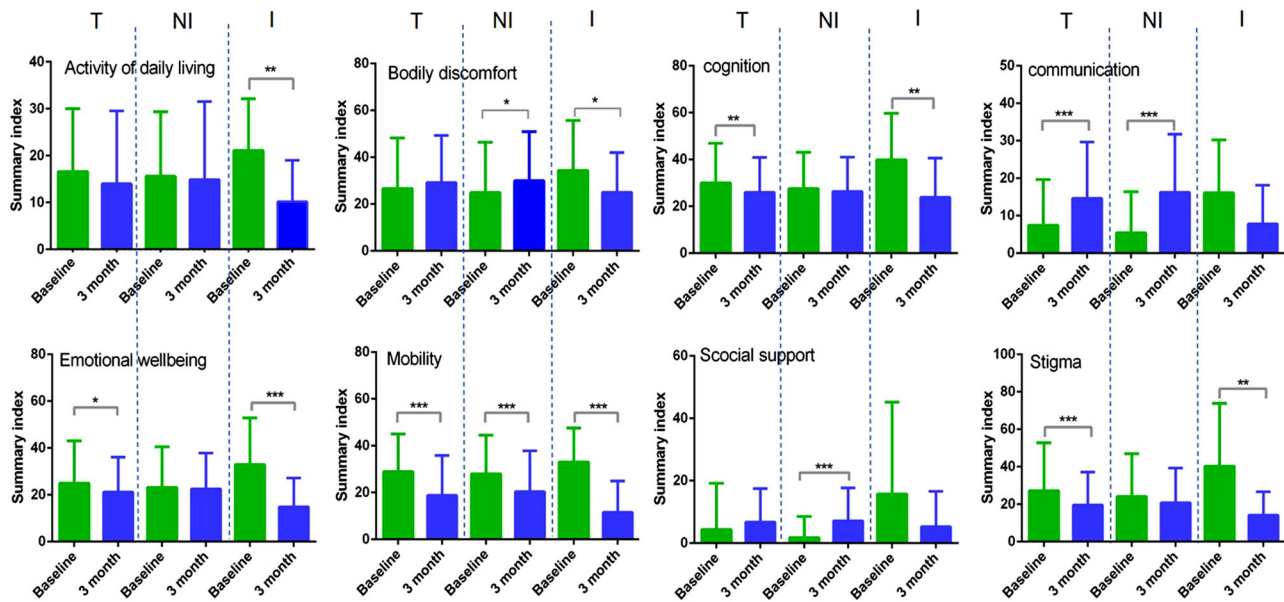 T NI I
T NI I
T NI I
T NI I
Activity of daily living
Summary index
40
30
20
10
0
**
Baseline 3 month Baseline 3 month Baseline 3 month
Bodily discomfort
Summary index
80
60
40
20
0
* *
Baseline 3 month Baseline 3 month Baseline 3 month
cognition
Summary index
80
60
40
20
0
** **
Baseline 3 month Baseline 3 month Baseline 3 month
communication
Summary index
50
40
30
20
10
0
*** ***
Baseline 3 month Baseline 3 month Baseline 3 month
Emotional wellbeing
Summary index
80
60
40
20
0
* ***
Baseline 3 month Baseline 3 month Baseline 3 month
Mobility
Summary index
80
60
40
20
0
*** *** ***
Baseline 3 month Baseline 3 month Baseline 3 month
Scocial support
Summary index
60
40
20
0
***
Baseline 3 month Baseline 3 month Baseline 3 month
Stigma
Summary index
100
80
60
40
20
0
*** **
Baseline 3 month Baseline 3 month Baseline 3 month